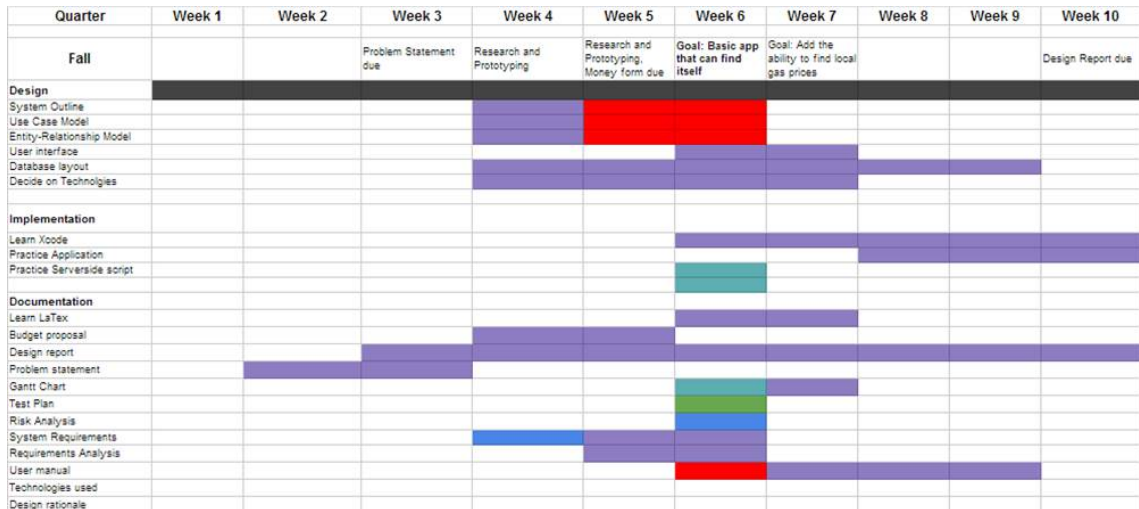 Quarter Week 1 Week 2 Week 3 Week 4 Week 5 Week 6 Week 7 Week 8 Week 9 Week 10
Fall
Problem Statement
due
Research and
Prototyping
Research and
Prototyping,
Money form due
Goal: Basic app
that can find
itself
Goal: Add the
ability to find local
gas prices
Design Report due
Design
System Outline
Use Case Model
Entity-Relationship Model
User interface
Database layout
Decide on Technolgies
Implementation
Learn Xcode
Practice Application
Practice Serverside script
Documentation
Learn LaTex
Budget proposal
Design report
Problem statement
Gantt Chart
Test Plan
Risk Analysis
System Requirements
Requirements Analysis
User manual
Technologies used
Design rationale